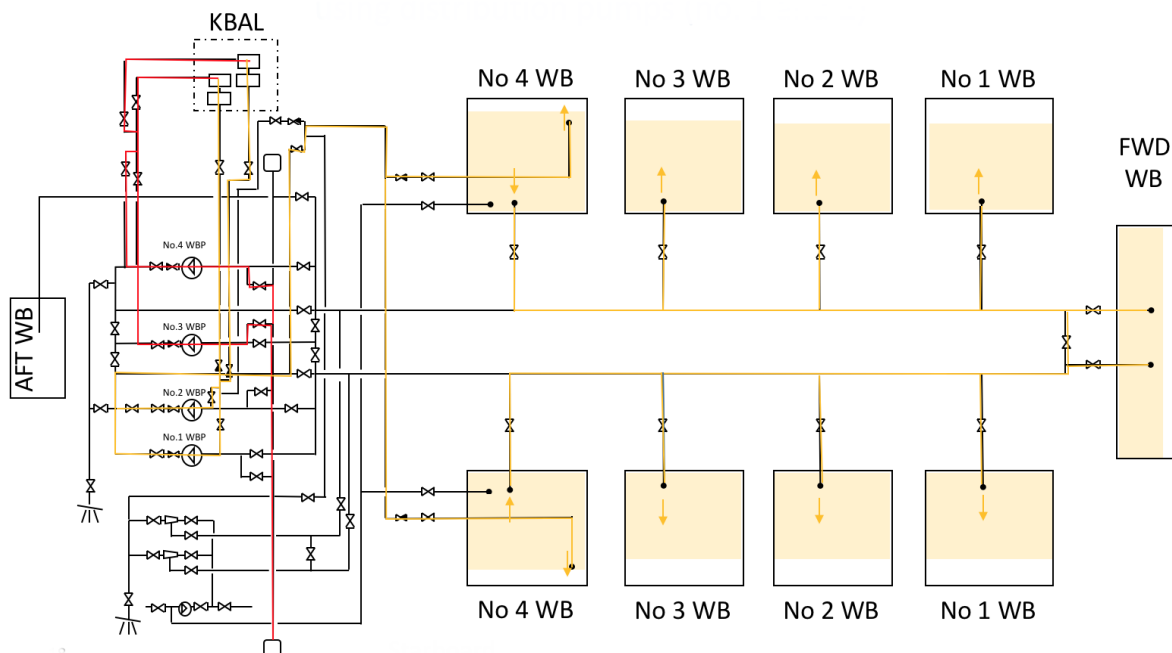 KBAL
No 4 WB
No 3 WB
No 2 WB
No 1 WB
FWD
WB
No.4 WBP
No.3 WBP
No.2 WBP
No.1 WBP
AFT WB
No 4 WB
No 3 WB
No 2 WB
No 1 WB